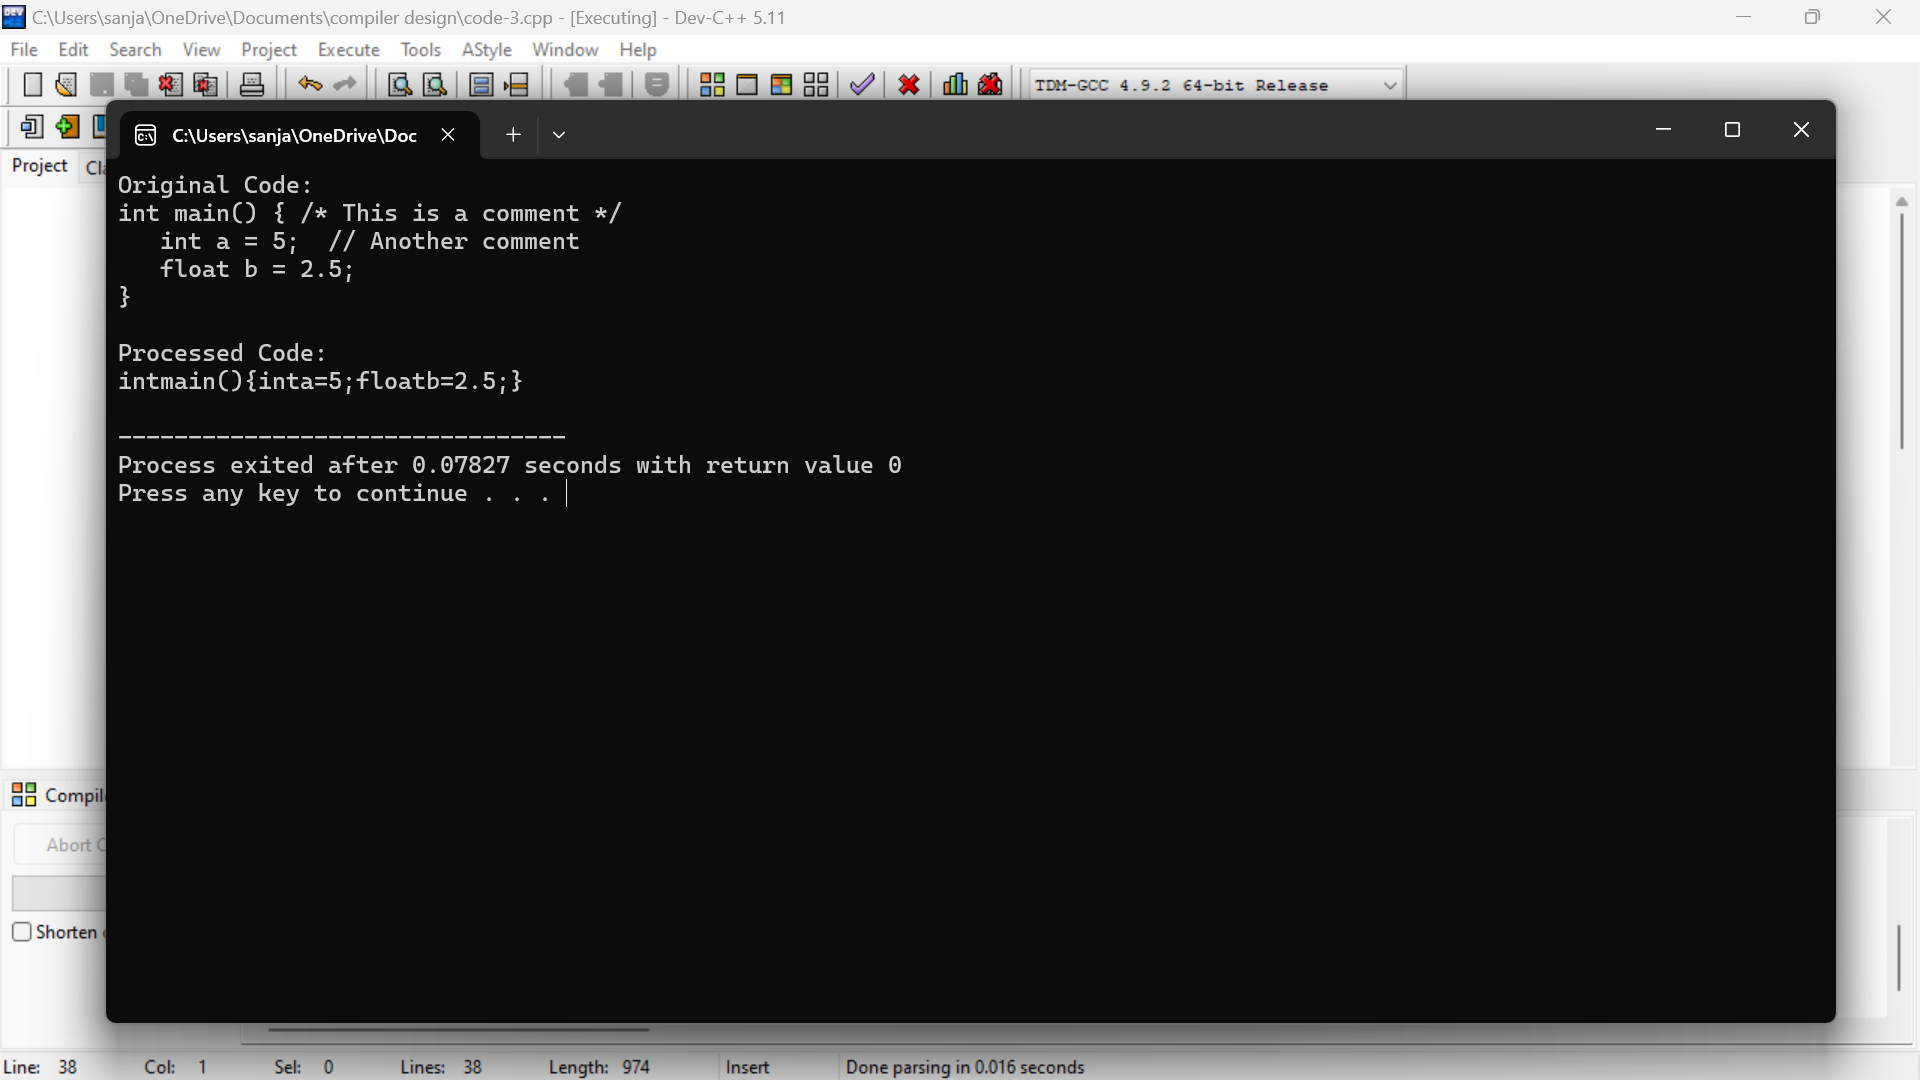 C:\Users\sanja\OneDrive\Documents\compiler design\code-3.cpp - [Executing] - Dev-C++ 5.11
File Edit Search View Project Execute Tools AStyle Window Help
TDM-GCC 4.9.2 64-bit Release
C:\Users\sanja\OneDrive\Doc
Project Cla
Original Code:
int main() { /* This is a comment */
   int a = 5;  // Another comment
   float b = 2.5;
}
Processed Code:
intmain(){inta=5;floatb=2.5;}
--------------------------------
Process exited after 0.07827 seconds with return value 0
Press any key to continue . . .
Compil
Abort C
Shorten
Line: 38 Col: 1 Sel: 0 Lines: 38 Length: 974 Insert Done parsing in 0.016 seconds